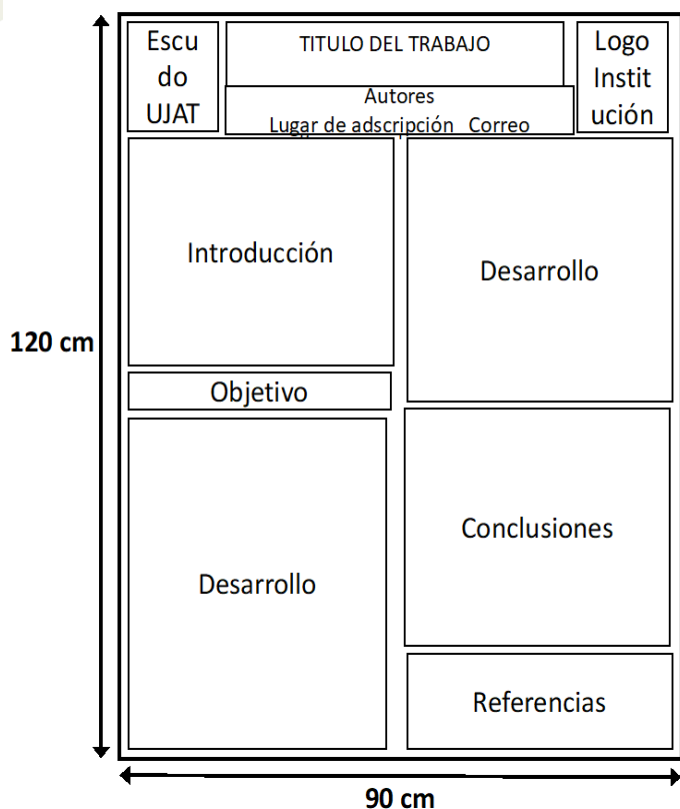 Escu
do
UJAT
TITULO DEL TRABAJO
Autores
Lugar de adscripción Correo
Logo
Instit
ución
Introducción
Objetivo
Desarrollo
Desarrollo
Conclusiones
Referencias
120 cm
90 cm